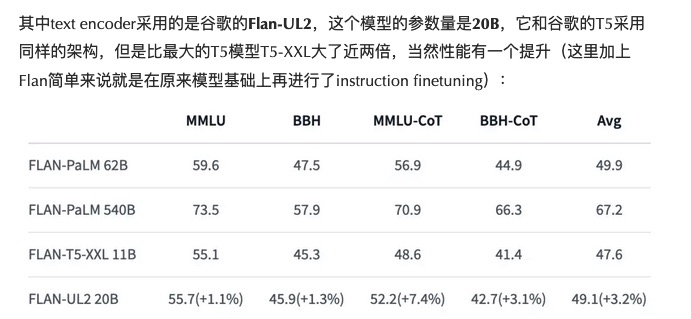 其中text encoder采用的是谷歌的Flan-UL2，这个模型的参数量是20B，它和谷歌的T5采用
同样的架构，但是比最大的T5模型T5-XXL大了近两倍，当然性能有一个提升（这里加上
Flan简单来说就是在原来模型基础上再进行了instruction finetuning）：
MMLU BBH MMLU-CoT BBH-CoT Avg
FLAN-PaLM 62B 59.6 47.5 56.9 44.9 49.9
FLAN-PaLM 540B 73.5 57.9 70.9 66.3 67.2
FLAN-T5-XXL 11B 55.1 45.3 48.6 41.4 47.6
FLAN-UL2 20B 55.7(+1.1%) 45.9(+1.3%) 52.2(+7.4%) 42.7(+3.1%) 49.1(+3.2%)